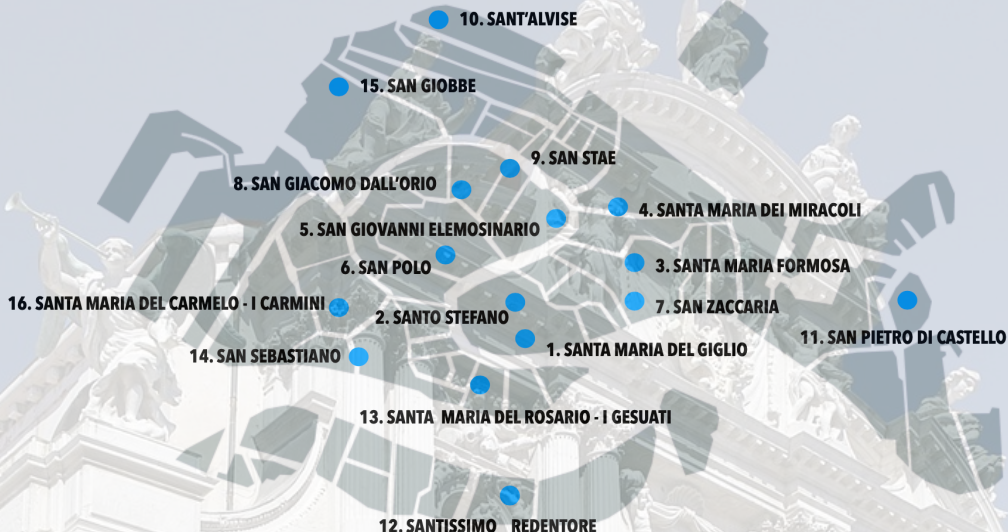 10. SANT'ALVISE
15. SAN GIOBBE
9. SAN STAE
8. SAN GIACOMO DALL'ORIO
4. SANTA MARIA DEI MIRACOLI
5. SAN GIOVANNI ELEMOSINARIO
6. SAN POLO
3. SANTA MARIA FORMOSA
16. SANTA MARIA DEL CARMELO - I CARMINI
7. SAN ZACCARIA
2. SANTO STEFANO
11. SAN PIETRO DI CASTELLO
14. SAN SEBASTIANO
1. SANTA MARIA DEL GIGLIO
13. SANTA MARIA DEL ROSARIO - I GESUATI
12. SANTISSIMO REDENTORE